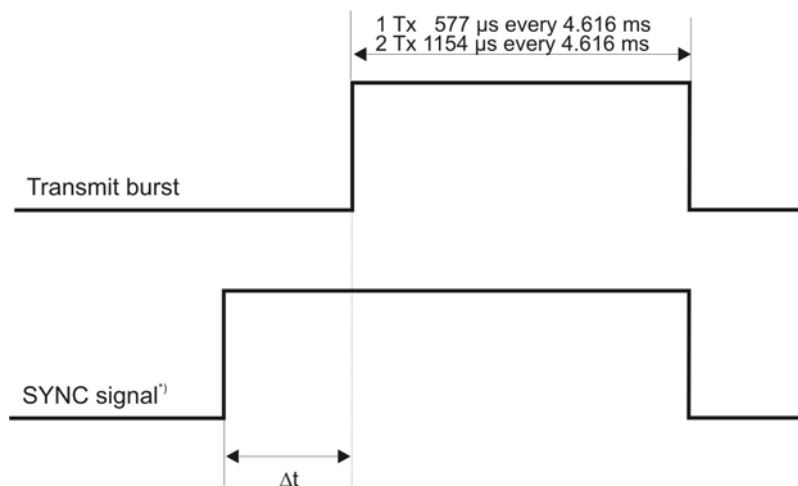 1 Tx 577 µs every 4.616 ms
2 Tx 1154 µs every 4.616 ms
Transmit burst
SYNC signal*)
Δt